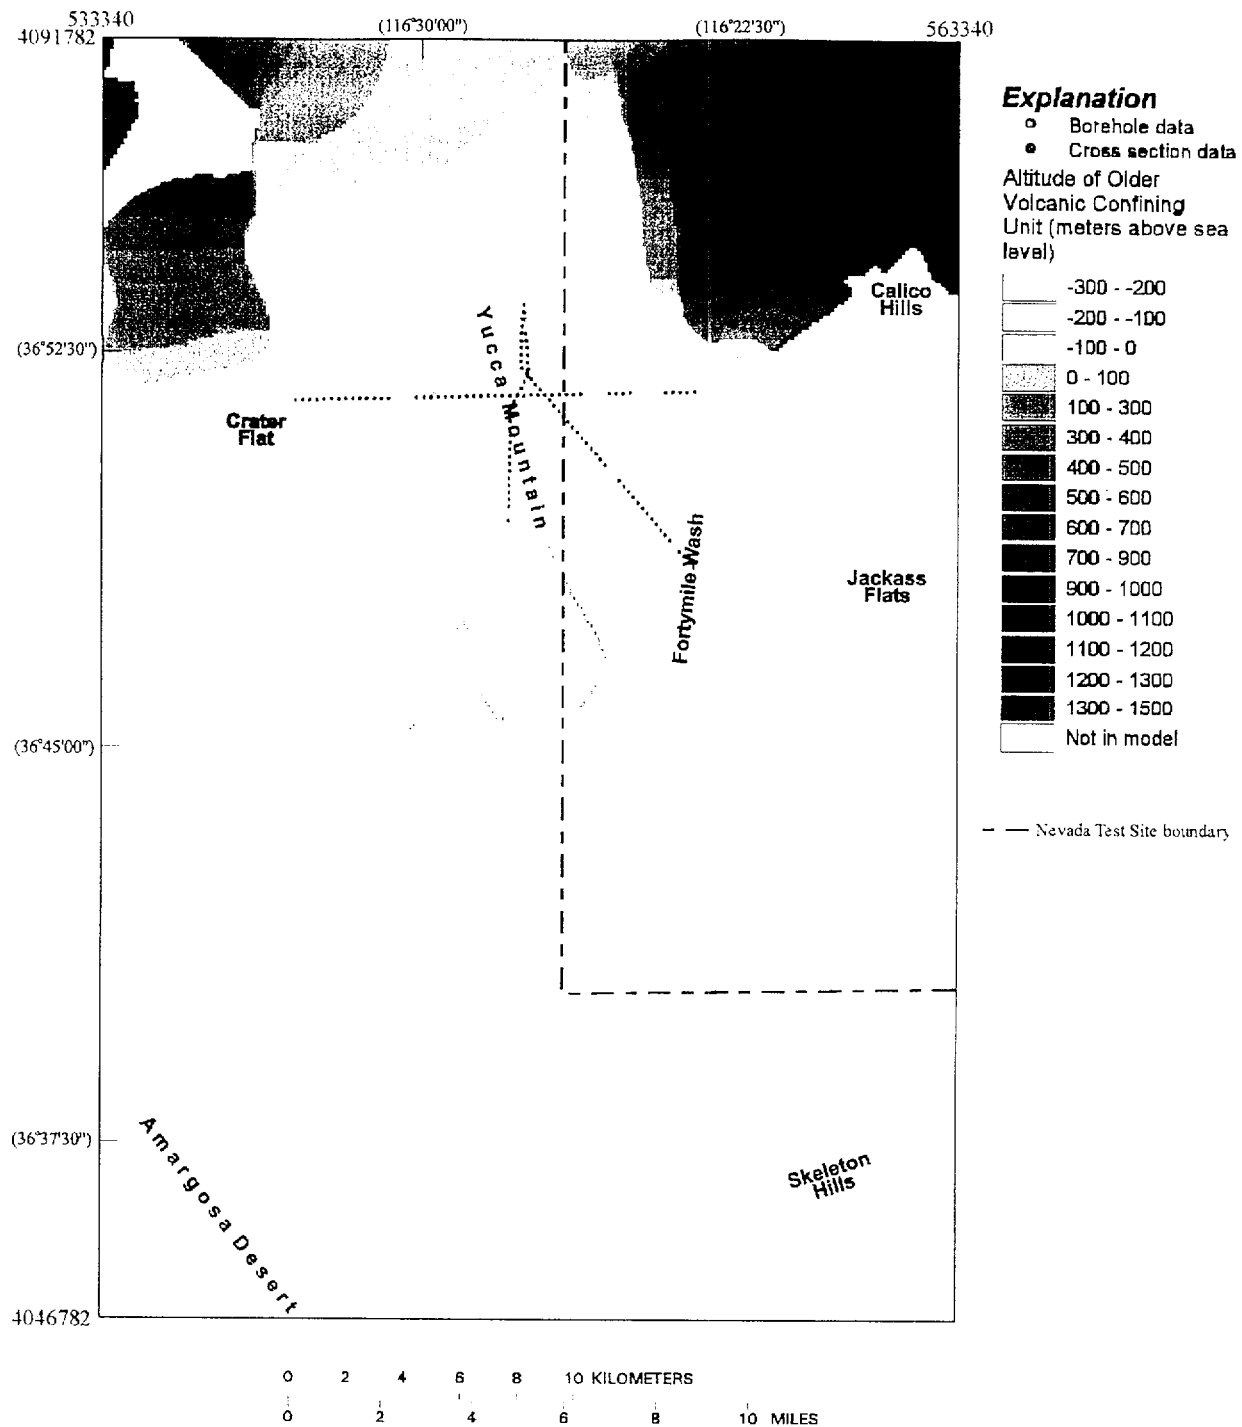 533340
(116°30'00")
(116°22'30")
563340
4091782
Explanation
Borehole data
Cross section data
Altitude of Older
Volcanic Confining
Unit (meters above sea
level)
-300 - -200
-200 - -100
-100 - 0
0 - 100
100 - 300
300 - 400
400 - 500
500 - 600
600 - 700
700 - 900
900 - 1000
1000 - 1100
1100 - 1200
1200 - 1300
1300 - 1500
Not in model
Nevada Test Site boundary
Calico
Hills
(36°52'30")
Yucca Mountain
Crater
Flat
Fortymile Wash
Jackass
Flats
(36°45'00")
(36°37'30")
Amargosa Desert
Skeleton
Hills
4046782
0 2 4 6 8 10 KILOMETERS
0 2 4 6 8 10 MILES